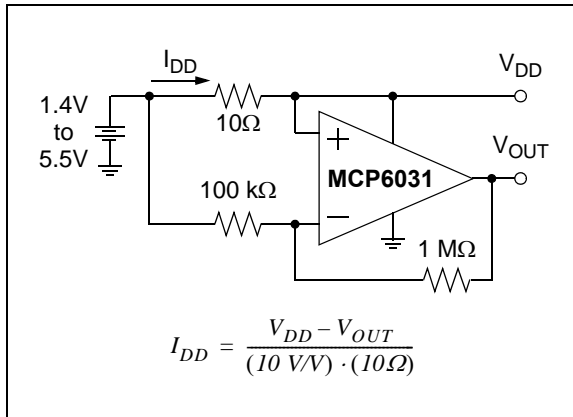 I_DD
V_DD
1.4V
to
5.5V
10Ω
V_OUT
+
MCP6031
100 kΩ
−
1 MΩ
I_DD = (V_DD – V_OUT) / ((10 V/V) · (10Ω))